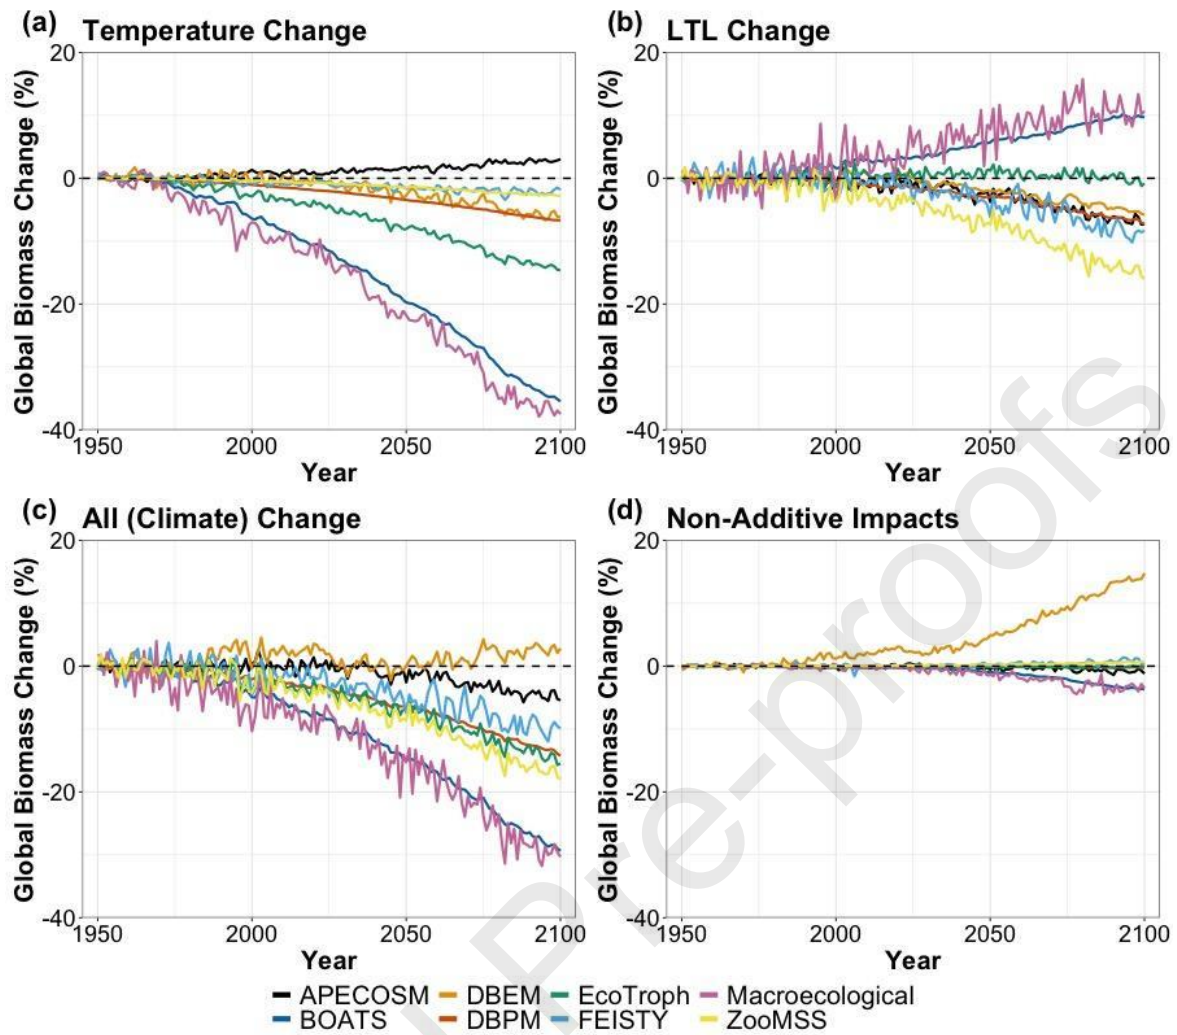 (a) Temperature Change
(b) LTL Change
Global Biomass Change (%)
20
0
-20
-40
1950 2000 2050 2100
Year
Global Biomass Change (%)
20
0
-20
-40
1950 2000 2050 2100
Year
(c) All (Climate) Change
(d) Non-Additive Impacts
Global Biomass Change (%)
20
0
-20
-40
1950 2000 2050 2100
Year
Global Biomass Change (%)
20
0
-20
-40
1950 2000 2050 2100
Year
APECOSM DBEM EcoTroph Macroecological
BOATS DBPM FEISTY ZooMSS
Pre-proofs